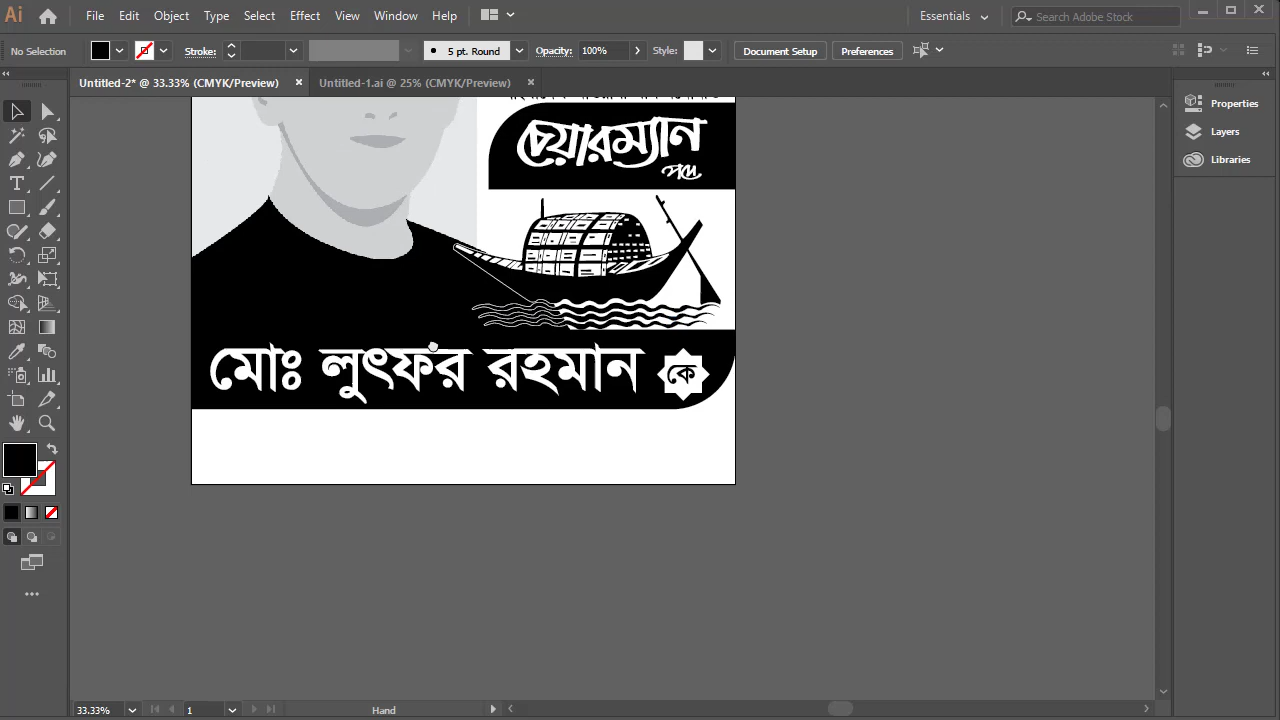 Ai File Edit Object Type Select Effect View Window Help Essentials Search Adobe Stock
No Selection Stroke: 5 pt. Round Opacity: 100% Style: Document Setup Preferences
Untitled-2* @ 33.33% (CMYK/Preview) × Untitled-1.ai @ 25% (CMYK/Preview) ×
Properties
Layers
Libraries
চেয়ারম্যান
পদে
মোঃ লুৎফর রহমান কে
33.33% 1 Hand